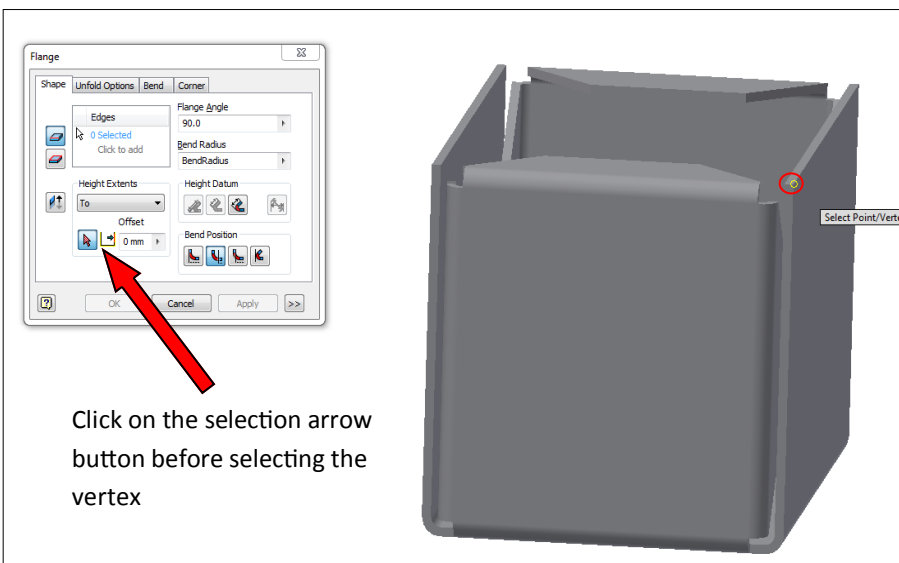 Flange
Shape Unfold Options Bend Corner
Edges
0 Selected
Click to add
Flange Angle
90.0
Bend Radius
BendRadius
Height Extents
To
Offset
0 mm
Height Datum
Bend Position
OK Cancel Apply >>
Select Point/Verte
Click on the selection arrow
button before selecting the
vertex